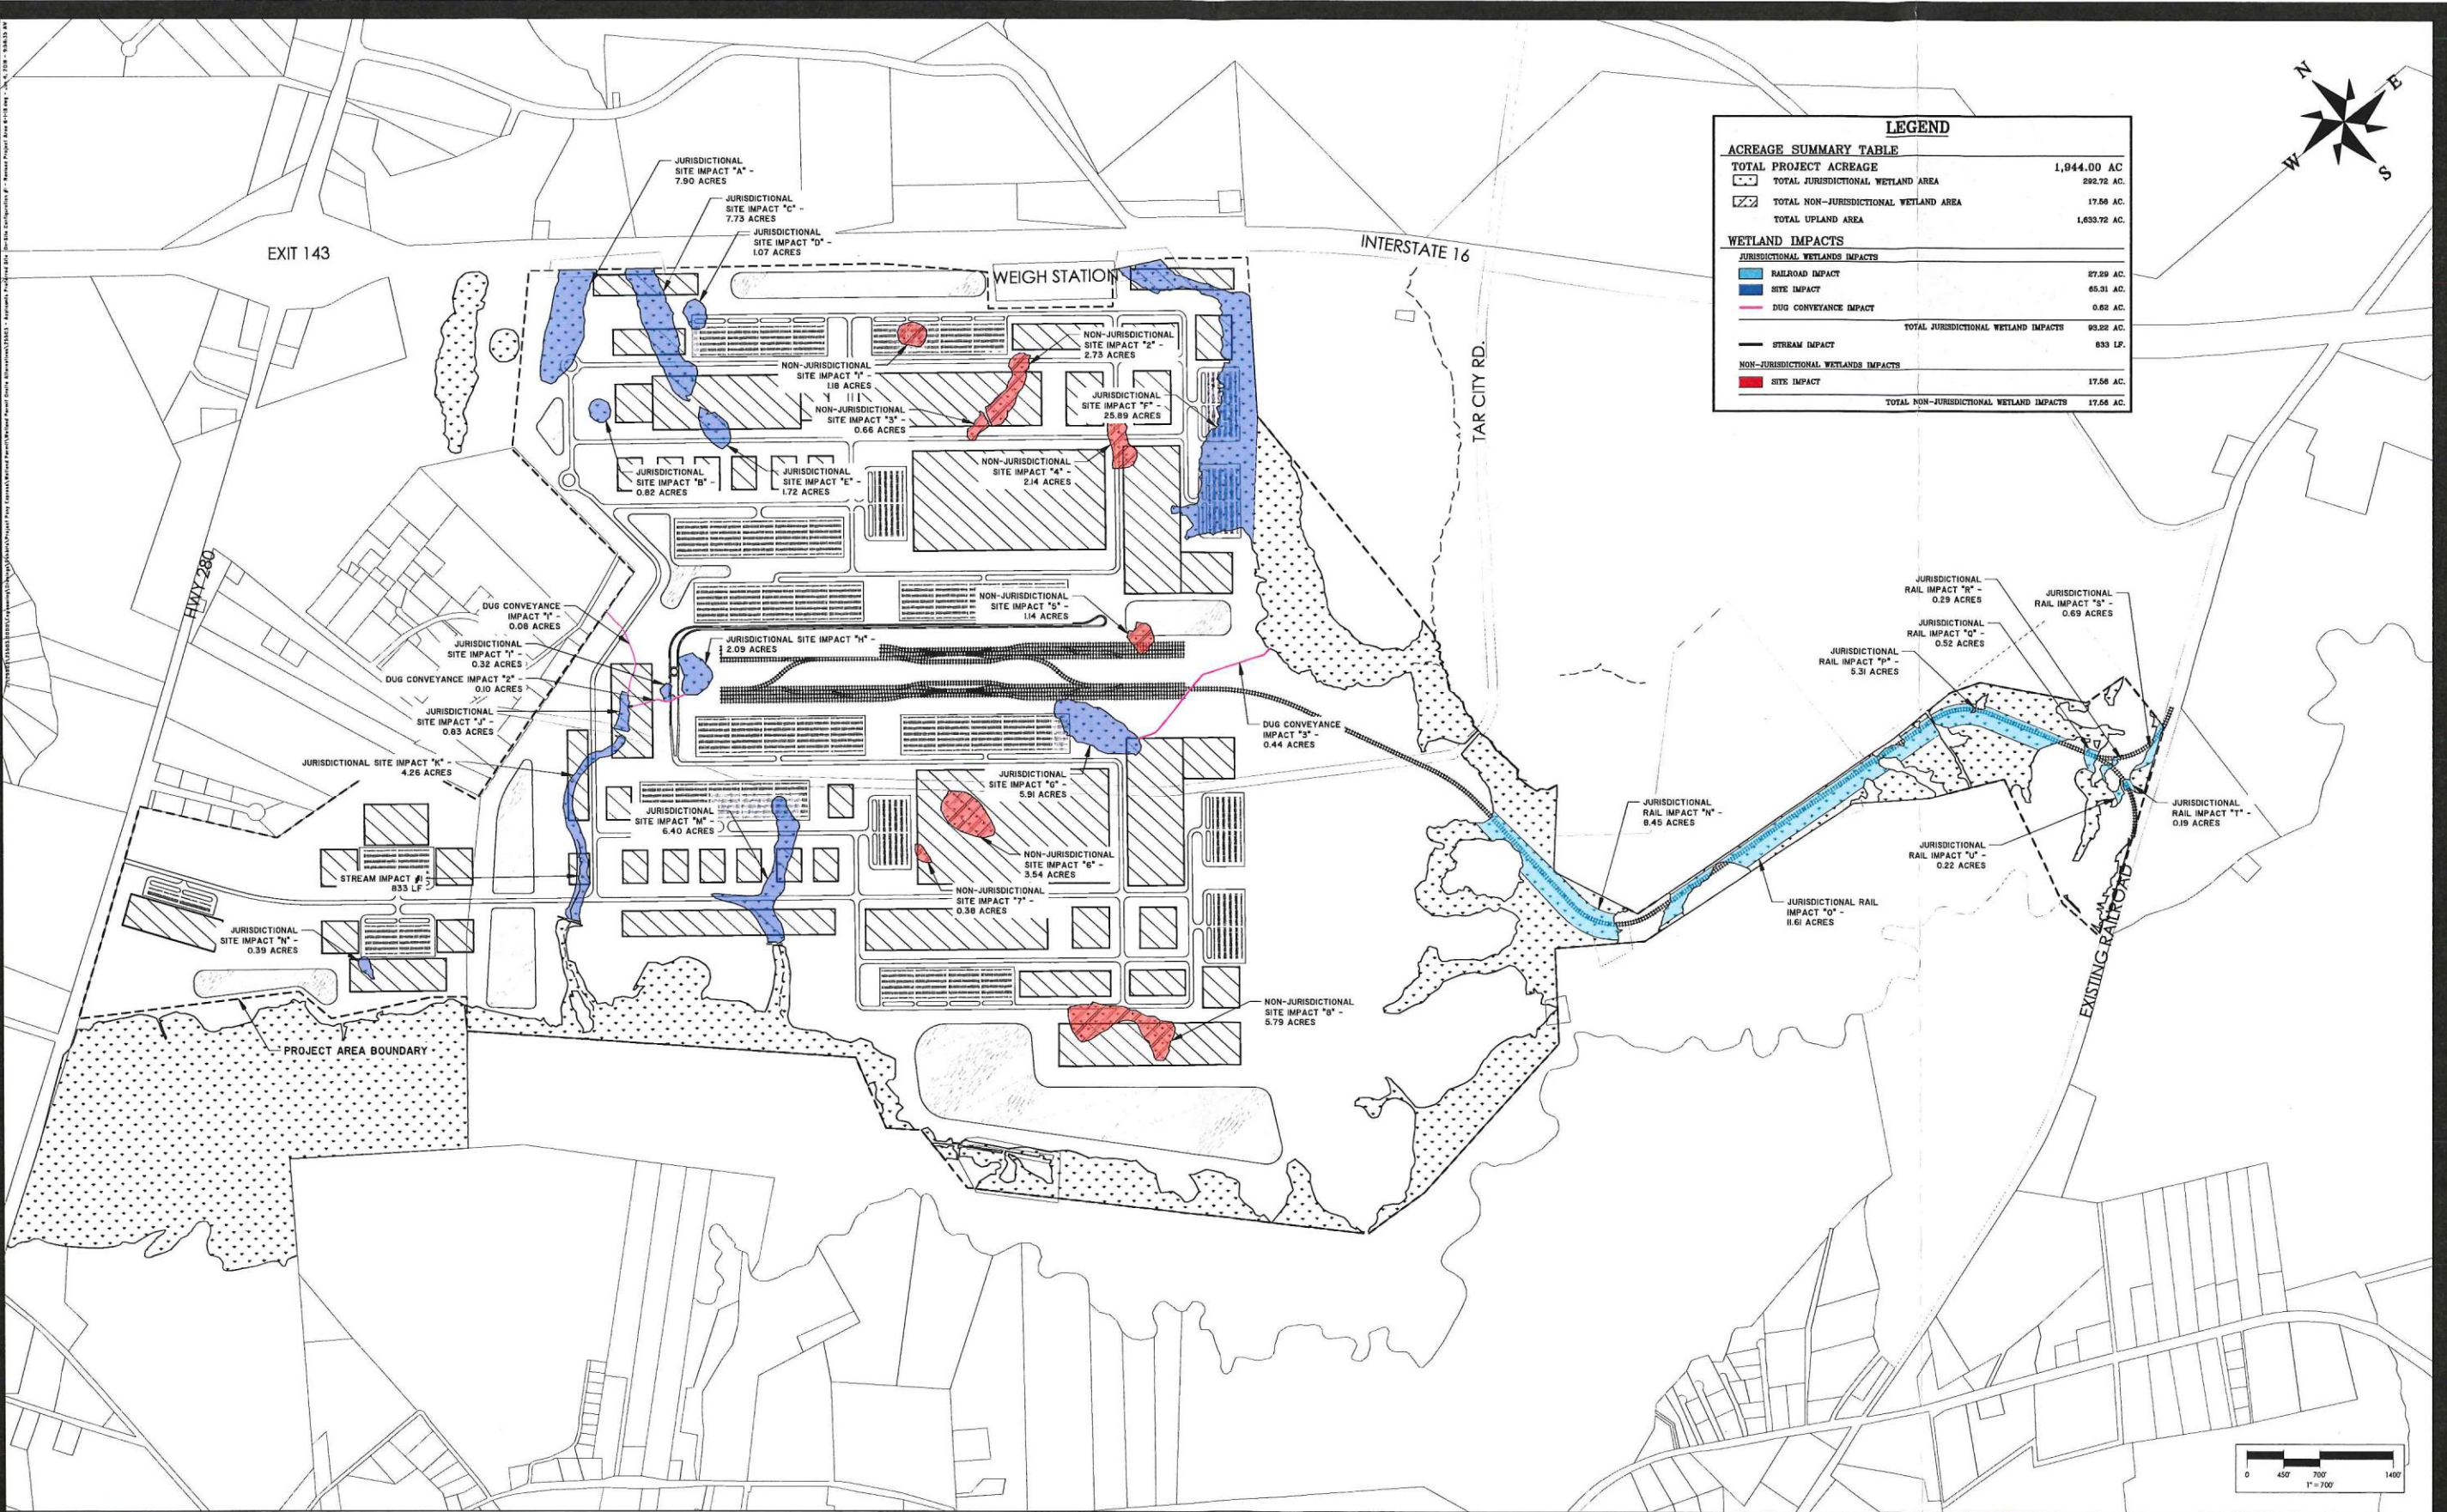 N
E
W
S
LEGEND
ACREAGE SUMMARY TABLE
TOTAL PROJECT ACREAGE 1,944.00 AC
TOTAL JURISDICTIONAL WETLAND AREA 292.72 AC.
TOTAL NON-JURISDICTIONAL WETLAND AREA 17.56 AC.
TOTAL UPLAND AREA 1,633.72 AC.
WETLAND IMPACTS
JURISDICTIONAL WETLANDS IMPACTS
RAILROAD IMPACT 27.29 AC.
SITE IMPACT 65.31 AC.
DUG CONVEYANCE IMPACT 0.62 AC.
TOTAL JURISDICTIONAL WETLAND IMPACTS 93.22 AC.
STREAM IMPACT 833 LF.
NON-JURISDICTIONAL WETLANDS IMPACTS
SITE IMPACT 17.56 AC.
TOTAL NON-JURISDICTIONAL WETLAND IMPACTS 17.56 AC.
JURISDICTIONAL
SITE IMPACT "A" -
7.90 ACRES
JURISDICTIONAL
SITE IMPACT "C" -
7.73 ACRES
JURISDICTIONAL
SITE IMPACT "D" -
1.07 ACRES
EXIT 143
INTERSTATE 16
WEIGH STATION
TAR CITY RD.
HWY 280
NON-JURISDICTIONAL
SITE IMPACT "2" -
2.73 ACRES
NON-JURISDICTIONAL
SITE IMPACT "1" -
1.18 ACRES
JURISDICTIONAL
SITE IMPACT "F" -
25.89 ACRES
NON-JURISDICTIONAL
SITE IMPACT "3" -
0.66 ACRES
NON-JURISDICTIONAL
SITE IMPACT "4" -
2.14 ACRES
JURISDICTIONAL
SITE IMPACT "B" -
0.82 ACRES
JURISDICTIONAL
SITE IMPACT "E" -
1.72 ACRES
NON-JURISDICTIONAL
SITE IMPACT "5" -
1.14 ACRES
DUG CONVEYANCE
IMPACT "1" -
0.08 ACRES
JURISDICTIONAL
SITE IMPACT "I" -
0.32 ACRES
JURISDICTIONAL SITE IMPACT "H" -
2.09 ACRES
DUG CONVEYANCE IMPACT "2" -
0.10 ACRES
JURISDICTIONAL
SITE IMPACT "J" -
0.83 ACRES
DUG CONVEYANCE
IMPACT "3" -
0.44 ACRES
JURISDICTIONAL SITE IMPACT "K" -
4.26 ACRES
JURISDICTIONAL
SITE IMPACT "G" -
5.91 ACRES
JURISDICTIONAL
SITE IMPACT "M" -
6.40 ACRES
NON-JURISDICTIONAL
SITE IMPACT "6" -
3.54 ACRES
STREAM IMPACT #1
833 LF
NON-JURISDICTIONAL
SITE IMPACT "7" -
0.38 ACRES
JURISDICTIONAL
SITE IMPACT "N" -
0.39 ACRES
NON-JURISDICTIONAL
SITE IMPACT "8" -
5.79 ACRES
PROJECT AREA BOUNDARY
JURISDICTIONAL
RAIL IMPACT "R" -
0.29 ACRES
JURISDICTIONAL
RAIL IMPACT "S" -
0.69 ACRES
JURISDICTIONAL
RAIL IMPACT "Q" -
0.52 ACRES
JURISDICTIONAL
RAIL IMPACT "P" -
5.31 ACRES
JURISDICTIONAL
RAIL IMPACT "N" -
8.45 ACRES
JURISDICTIONAL
RAIL IMPACT "T" -
0.19 ACRES
JURISDICTIONAL
RAIL IMPACT "U" -
0.22 ACRES
JURISDICTIONAL RAIL
IMPACT "O" -
11.61 ACRES
EXISTING RAILROAD
0 450' 700' 1400'
1" = 700'